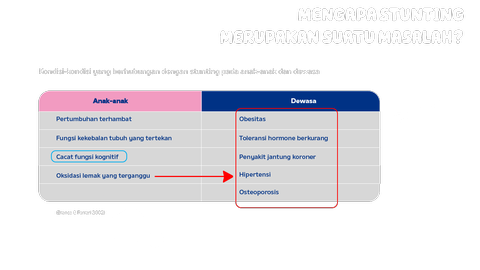 MENGAPA STUNTING
MERUPAKAN SUATU MASALAH?
Kondisi-kondisi yang berhubungan dengan stunting pada anak-anak dan dewasa
Anak-anak
Dewasa
Pertumbuhan terhambat
Obesitas
Fungsi kekebalan tubuh yang tertekan
Toleransi hormone berkurang
Cacat fungsi kognitif
Penyakit jantung koroner
Oksidasi lemak yang terganggu
Hipertensi
Osteoporosis